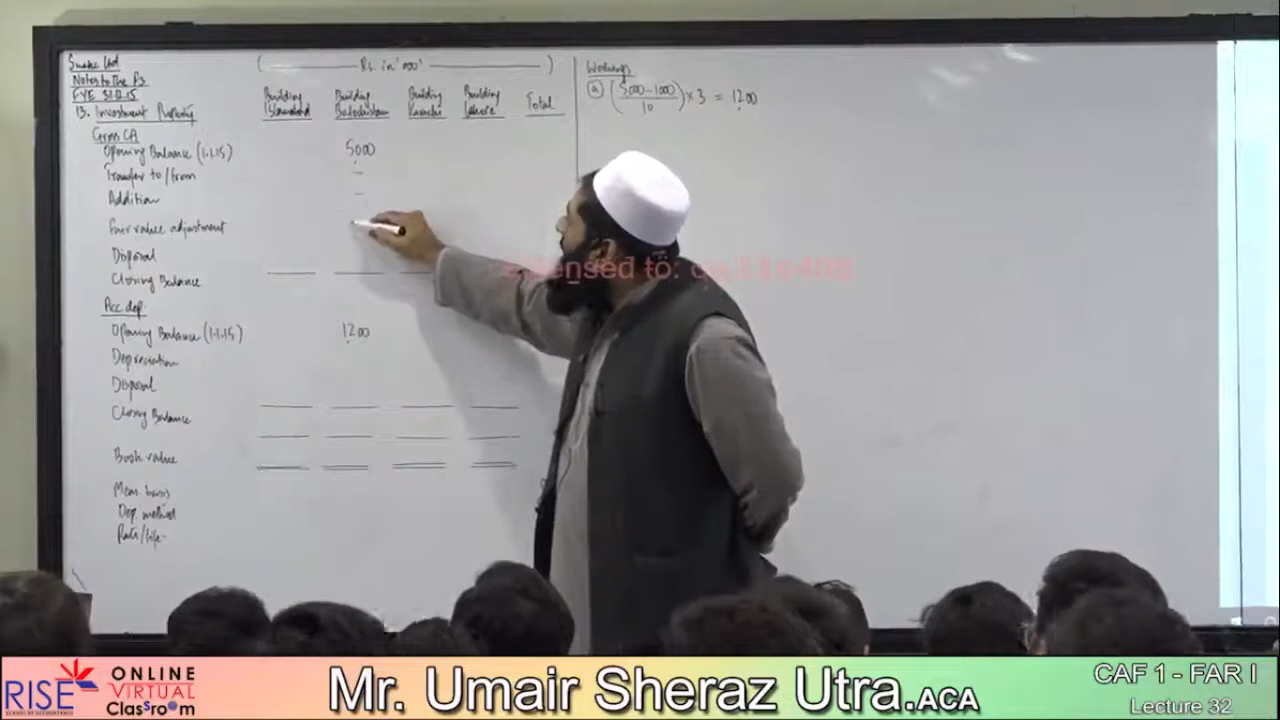 Notes to the FS
FYE 31.12.15
(——— Rs. in '000' ———)
13. Investment Property
Building Islamabad
Building Balochistan
Building Karachi
Building Lahore
Total
Gross CA
Opening Balance (1.1.15) 5000
Transfer to/from -
Addition -
Fair value adjustment
Disposal
Closing Balance
Acc dep.
Opening Balance (1.1.15) 1200
Depreciation
Disposal
Closing Balance
Book value
Meas. basis
Dep. method
Rate/life
Workings
a (5000-1000 / 10) × 3 = 1200
RISE
SCHOOL OF ACCOUNTANCY
ONLINE
VIRTUAL
Classroom
Mr. Umair Sheraz Utra.ACA
CAF 1 - FAR I
Lecture 32